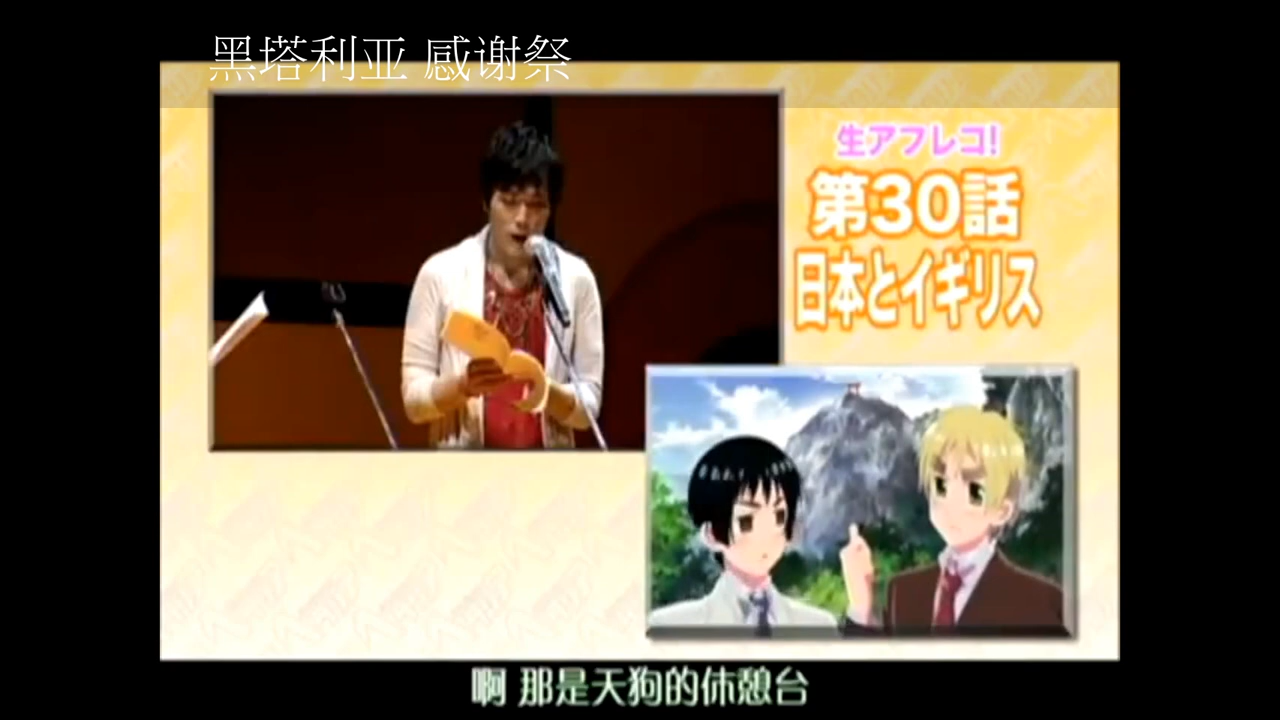 黑塔利亚 感谢祭
生アフレコ!
第30話
日本とイギリス
啊 那是天狗的休憩台